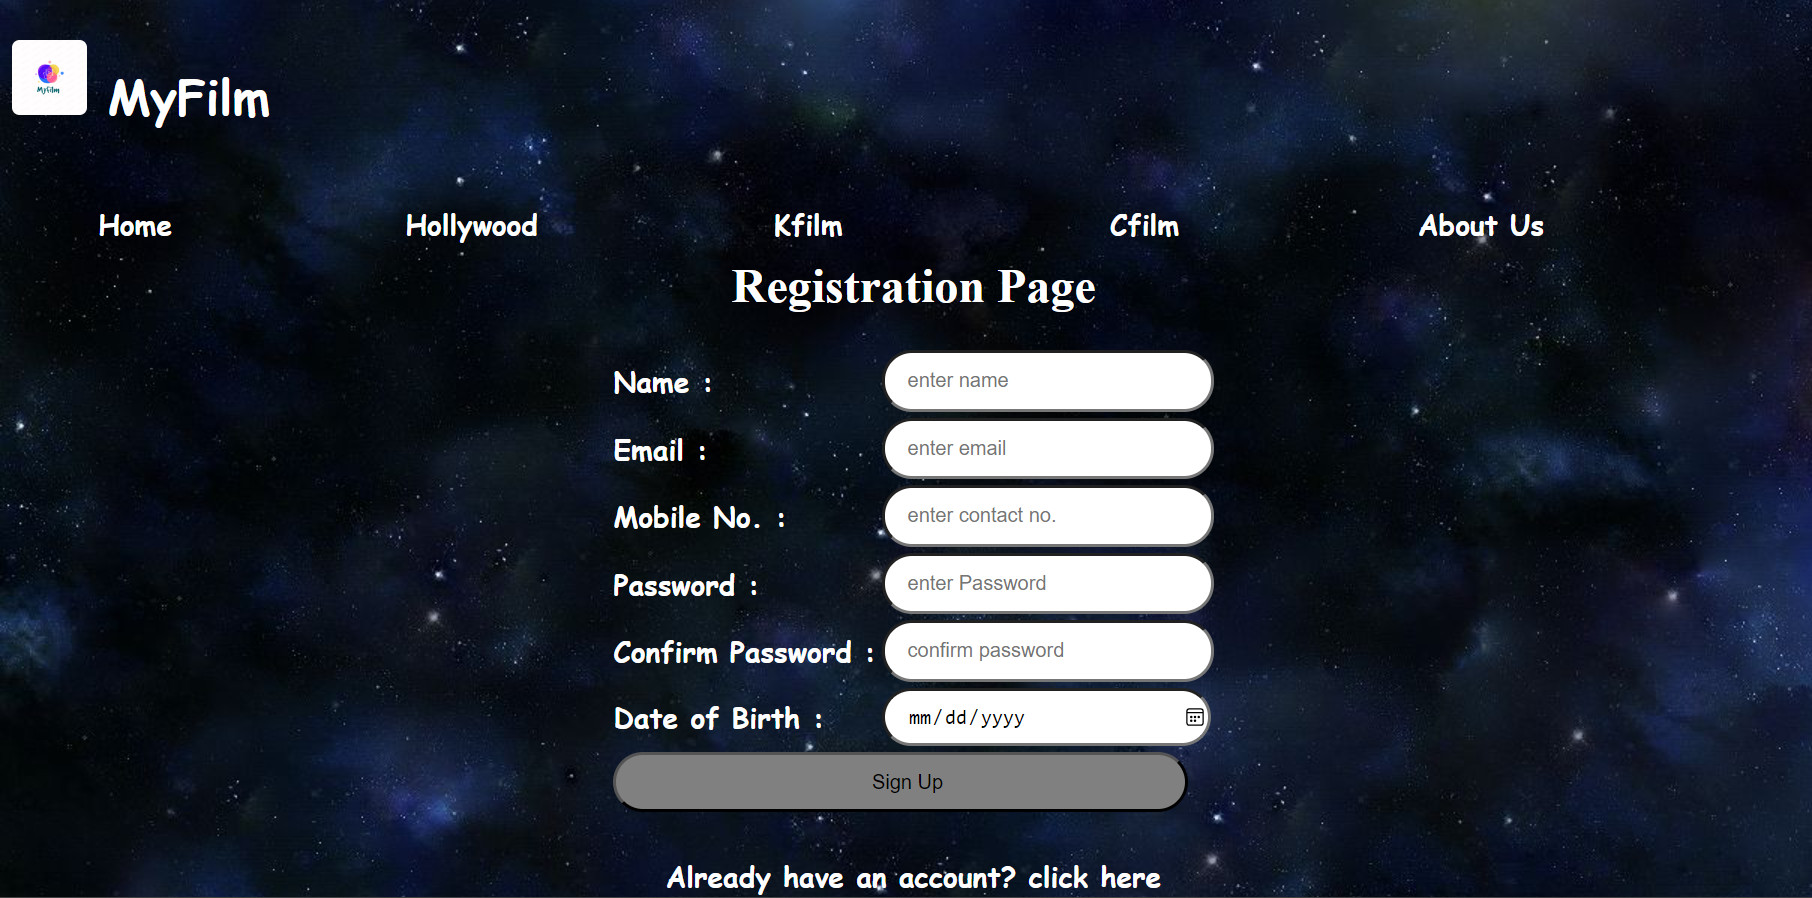 MyFilm
MyFilm
Home Hollywood Kfilm Cfilm About Us
Registration Page
Name : enter name
Email : enter email
Mobile No. : enter contact no.
Password : enter Password
Confirm Password : confirm password
Date of Birth : mm/dd/yyyy
Sign Up
Already have an account? click here